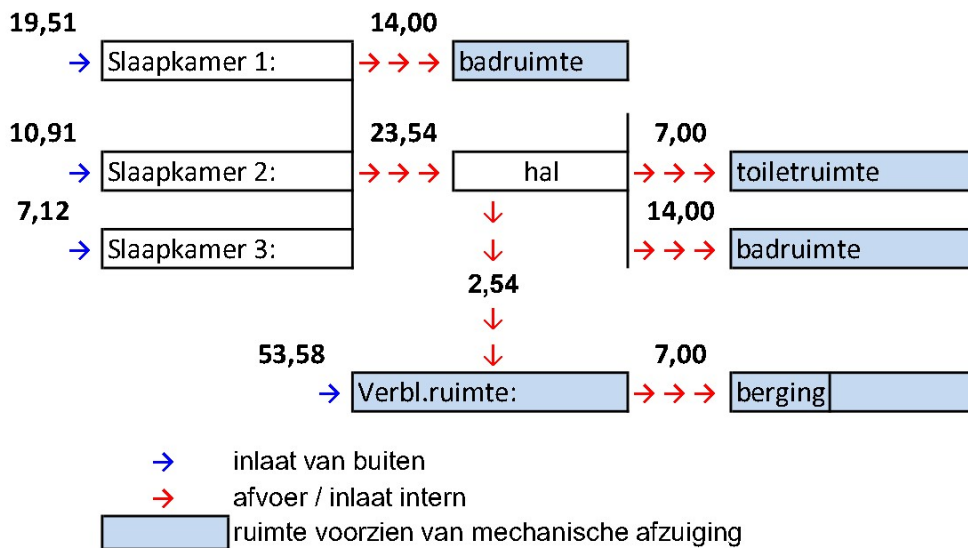 19,51 14,00
Slaapkamer 1: badruimte
10,91 23,54 7,00
Slaapkamer 2: hal toiletruimte
7,12 14,00
Slaapkamer 3: badruimte
2,54
53,58 7,00
Verbl.ruimte: berging
inlaat van buiten
afvoer / inlaat intern
ruimte voorzien van mechanische afzuiging